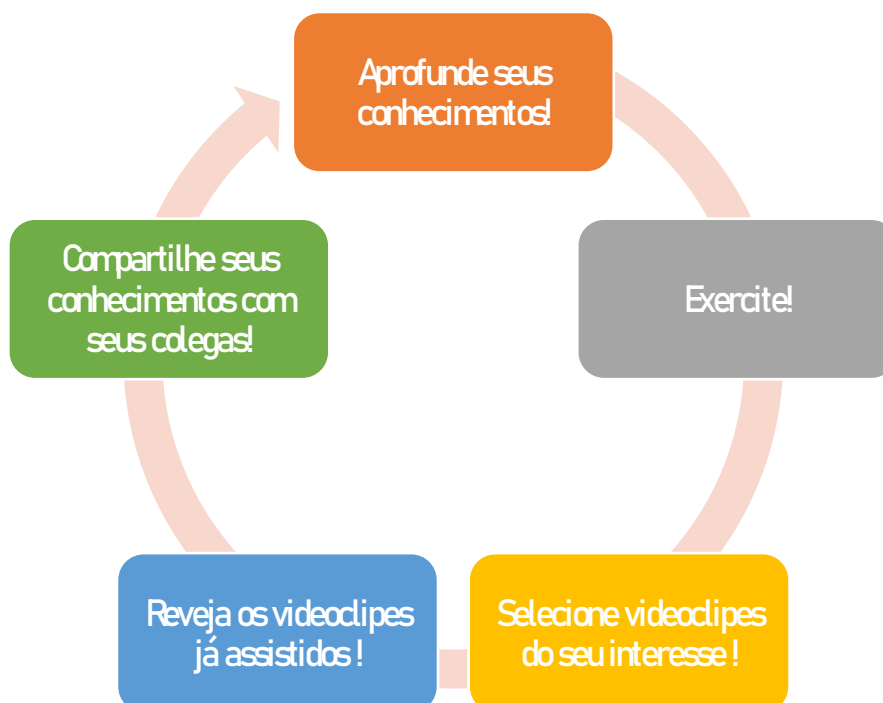 Aprofunde seus
conhecimentos!
Exercite!
Selecione videoclipes
do seu interesse !
Reveja os videoclipes
já assistidos !
Compartilhe seus
conhecimentos com
seus colegas!